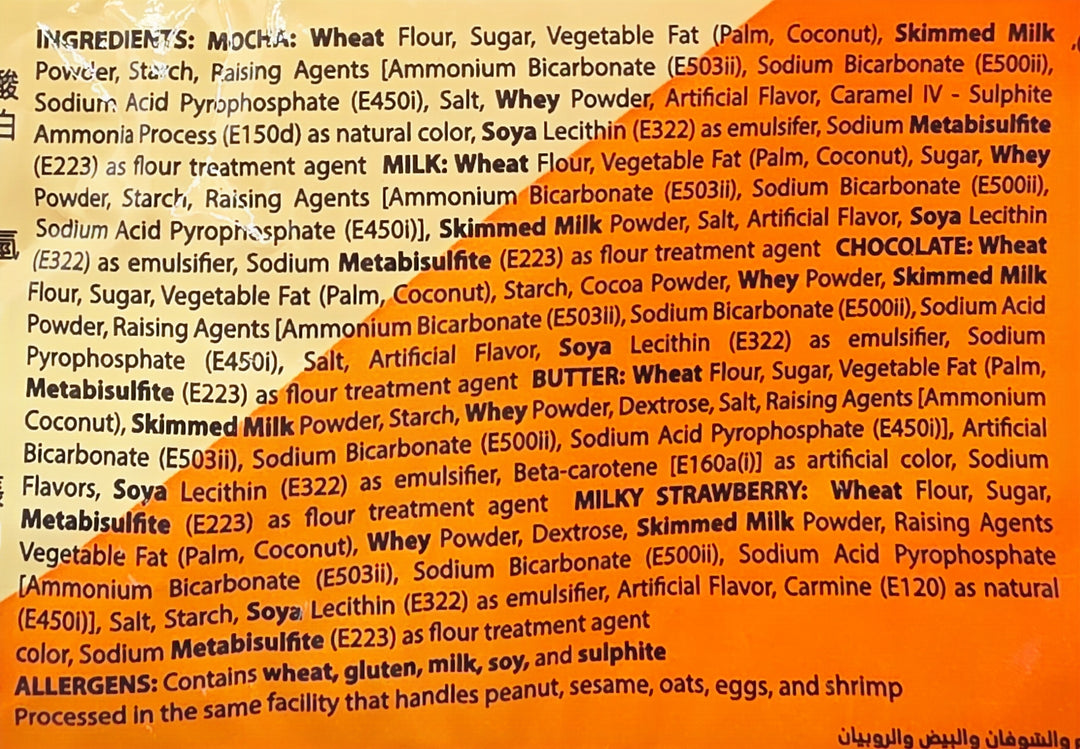 INGREDIENTS: MOCHA: Wheat Flour, Sugar, Vegetable Fat (Palm, Coconut), Skimmed Milk
Powder, Starch, Raising Agents [Ammonium Bicarbonate (E503ii), Sodium Bicarbonate (E500ii),
Sodium Acid Pyrophosphate (E450i), Salt, Whey Powder, Artificial Flavor, Caramel IV - Sulphite
Ammonia Process (E150d) as natural color, Soya Lecithin (E322) as emulsifer, Sodium Metabisulfite
(E223) as flour treatment agent MILK: Wheat Flour, Vegetable Fat (Palm, Coconut), Sugar, Whey
Powder, Starch, Raising Agents [Ammonium Bicarbonate (E503ii), Sodium Bicarbonate (E500ii),
Sodium Acid Pyrophosphate (E450i)], Skimmed Milk Powder, Salt, Artificial Flavor, Soya Lecithin
(E322) as emulsifier, Sodium Metabisulfite (E223) as flour treatment agent CHOCOLATE: Wheat
Flour, Sugar, Vegetable Fat (Palm, Coconut), Starch, Cocoa Powder, Whey Powder, Skimmed Milk
Powder, Raising Agents [Ammonium Bicarbonate (E503ii), Sodium Bicarbonate (E500ii), Sodium Acid
Pyrophosphate (E450i), Salt, Artificial Flavor, Soya Lecithin (E322) as emulsifier, Sodium
Metabisulfite (E223) as flour treatment agent BUTTER: Wheat Flour, Sugar, Vegetable Fat (Palm,
Coconut), Skimmed Milk Powder, Starch, Whey Powder, Dextrose, Salt, Raising Agents [Ammonium
Bicarbonate (E503ii), Sodium Bicarbonate (E500ii), Sodium Acid Pyrophosphate (E450i)], Artificial
Flavors, Soya Lecithin (E322) as emulsifier, Beta-carotene [E160a(i)] as artificial color, Sodium
Metabisulfite (E223) as flour treatment agent MILKY STRAWBERRY: Wheat Flour, Sugar,
Vegetable Fat (Palm, Coconut), Whey Powder, Dextrose, Skimmed Milk Powder, Raising Agents
[Ammonium Bicarbonate (E503ii), Sodium Bicarbonate (E500ii), Sodium Acid Pyrophosphate
(E450i)], Salt, Starch, Soya Lecithin (E322) as emulsifier, Artificial Flavor, Carmine (E120) as natural
color, Sodium Metabisulfite (E223) as flour treatment agent
ALLERGENS: Contains wheat, gluten, milk, soy, and sulphite
Processed in the same facility that handles peanut, sesame, oats, eggs, and shrimp
والشوفان والبيض والروبيان
酸
白
氫